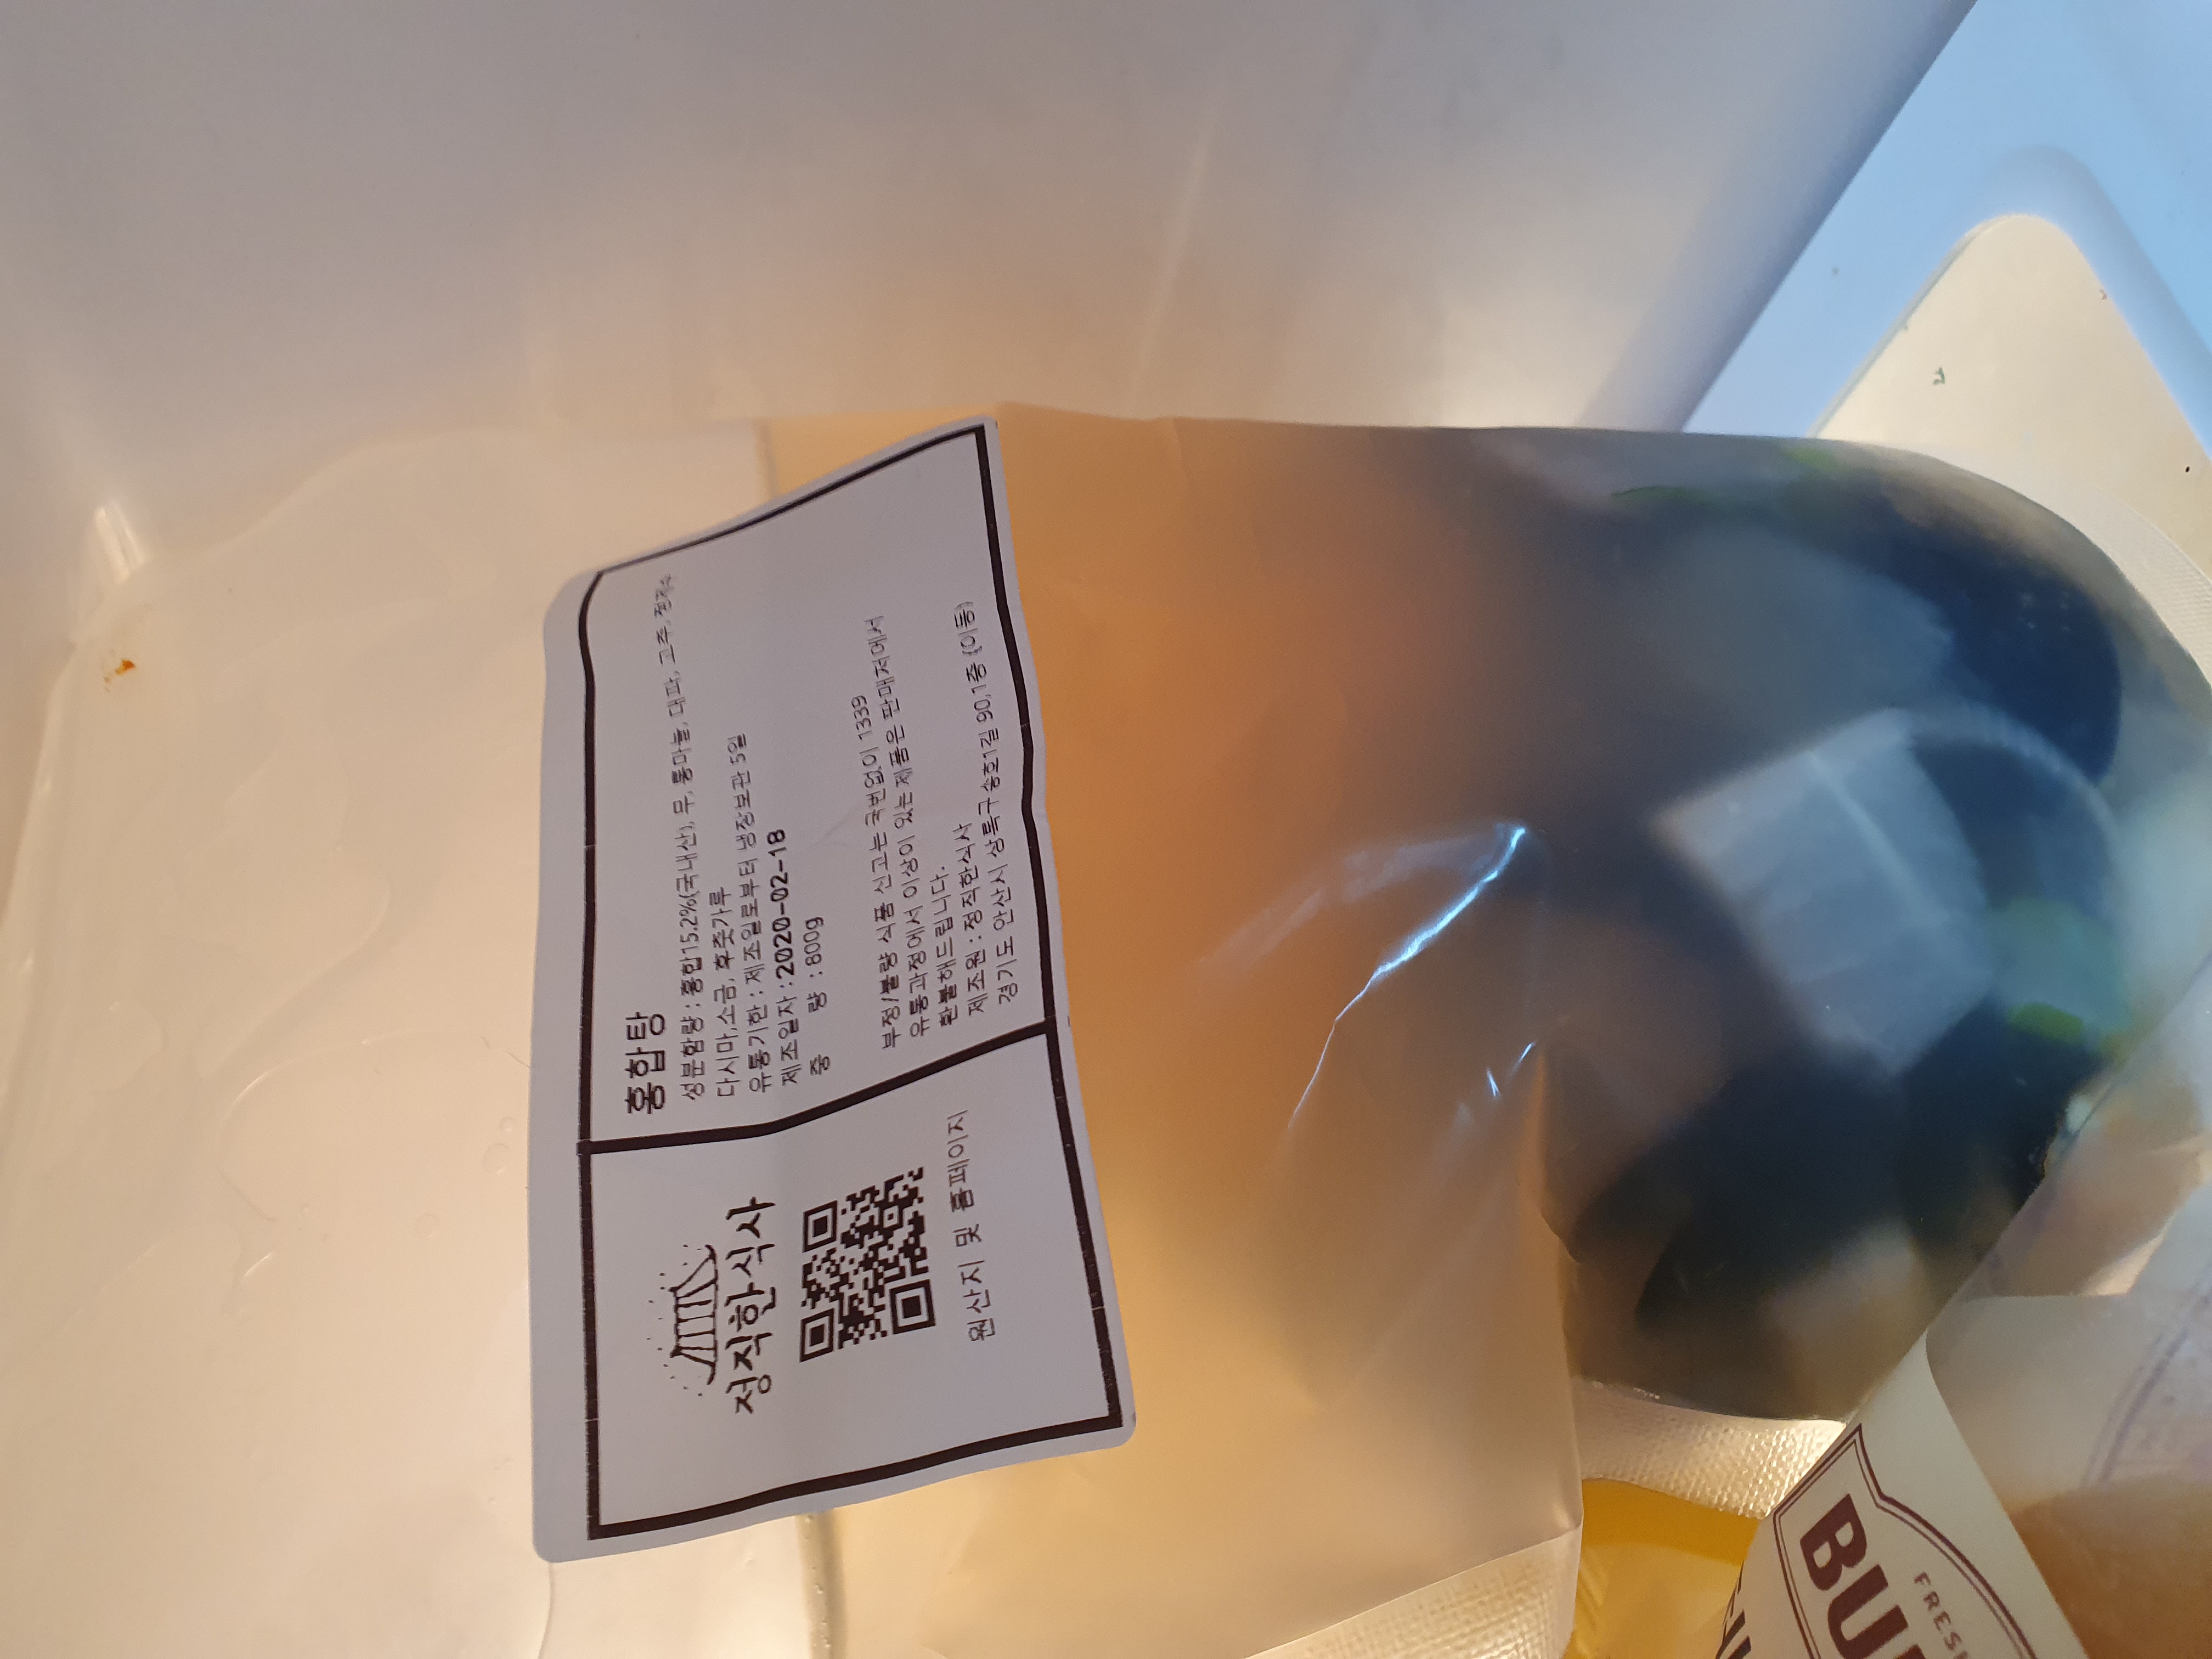 정직한식사
원산지 및 홈페이지
홍합탕
성분함량 : 홍합15.2%(국내산), 무, 통마늘, 대파, 고추, 정제수
다시마,소금, 후춧가루
유통기한 : 제조일로부터 냉장보관 5일
제조일자 : 2020-02-18
중 량 : 800g
부정/불량 식품 신고는 국번없이 1339
유통과정에서 이상이 있는 제품은 판매처에서
환불해드립니다.
제조원 : 정직한식사
경기도 안산시 상록구 송호1길 90,1층 (이동)
FRES
BU